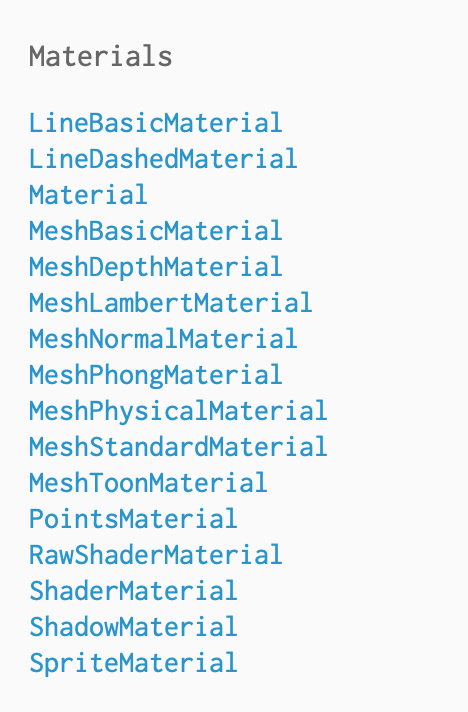 Materials
LineBasicMaterial
LineDashedMaterial
Material
MeshBasicMaterial
MeshDepthMaterial
MeshLambertMaterial
MeshNormalMaterial
MeshPhongMaterial
MeshPhysicalMaterial
MeshStandardMaterial
MeshToonMaterial
PointsMaterial
RawShaderMaterial
ShaderMaterial
ShadowMaterial
SpriteMaterial